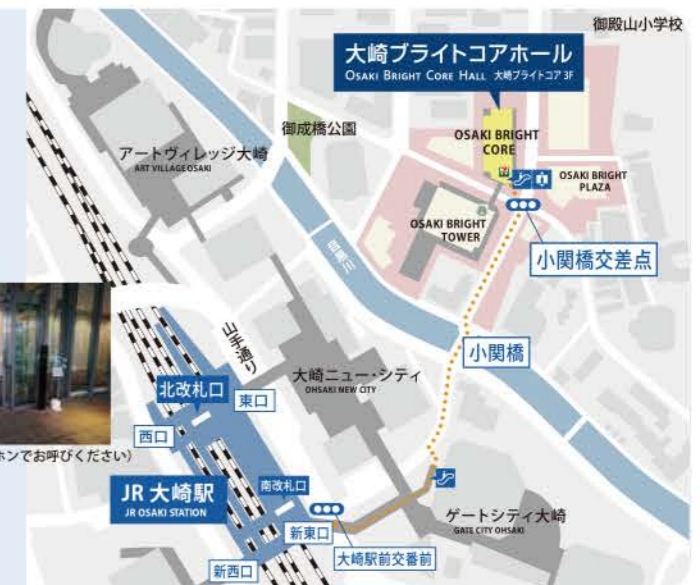 御殿山小学校
大崎ブライトコアホール
OSAKI BRIGHT CORE HALL 大崎ブライトコア 3F
OSAKI BRIGHT
CORE
御成橋公園
アートヴィレッジ大崎
ART VILLAGE OSAKI
OSAKI BRIGHT
PLAZA
OSAKI BRIGHT
TOWER
小関橋交差点
目黒川
小関橋
山手通り
大崎ニュー・シティ
OHSAKI NEW CITY
北改札口
東口
西口
ホンでお呼びください）
JR 大崎駅
JR OSAKI STATION
南改札口
新東口
ゲートシティ大崎
GATE CITY OHSAKI
大崎駅前交番前
新西口